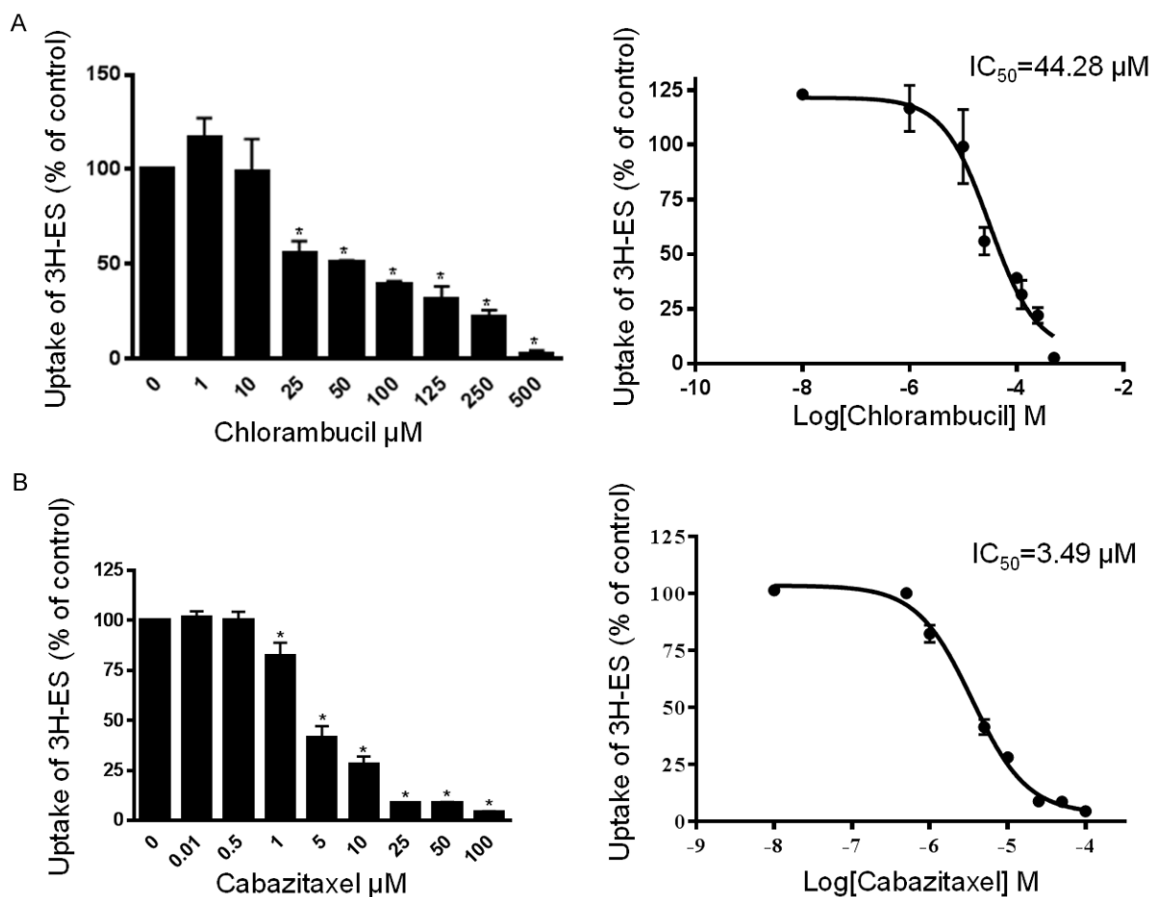 A
Uptake of 3H-ES (% of control)
150
100
50
0
0 1 10 25 50 100 125 250 500
* * * * * *
Chlorambucil µM
Uptake of 3H-ES (% of control)
IC50=44.28 µM
125
100
75
50
25
0
-10 -8 -6 -4 -2
Log[Chlorambucil] M
B
Uptake of 3H-ES (% of control)
125
100
75
50
25
0
0 0.01 0.5 1 5 10 25 50 100
* * * * * *
Cabazitaxel µM
Uptake of 3H-ES (% of control)
IC50=3.49 µM
125
100
75
50
25
0
-9 -8 -7 -6 -5 -4
Log[Cabazitaxel] M